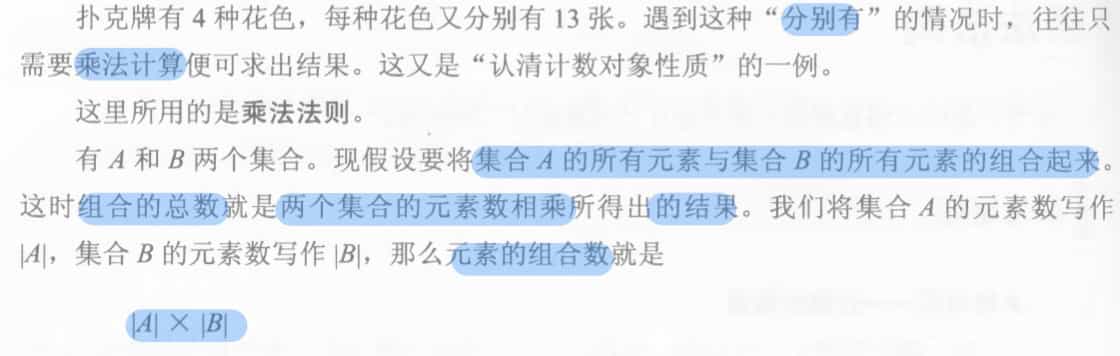 扑克牌有 4 种花色，每种花色又分别有 13 张。遇到这种“分别有”的情况时，往往只
需要乘法计算便可求出结果。这又是“认清计数对象性质”的一例。
这里所用的是乘法法则。
有 A 和 B 两个集合。现假设要将集合 A 的所有元素与集合 B 的所有元素的组合起来。
这时组合的总数就是两个集合的元素数相乘所得出的结果。我们将集合 A 的元素数写作
|A|，集合 B 的元素数写作 |B|，那么元素的组合数就是
|A| × |B|